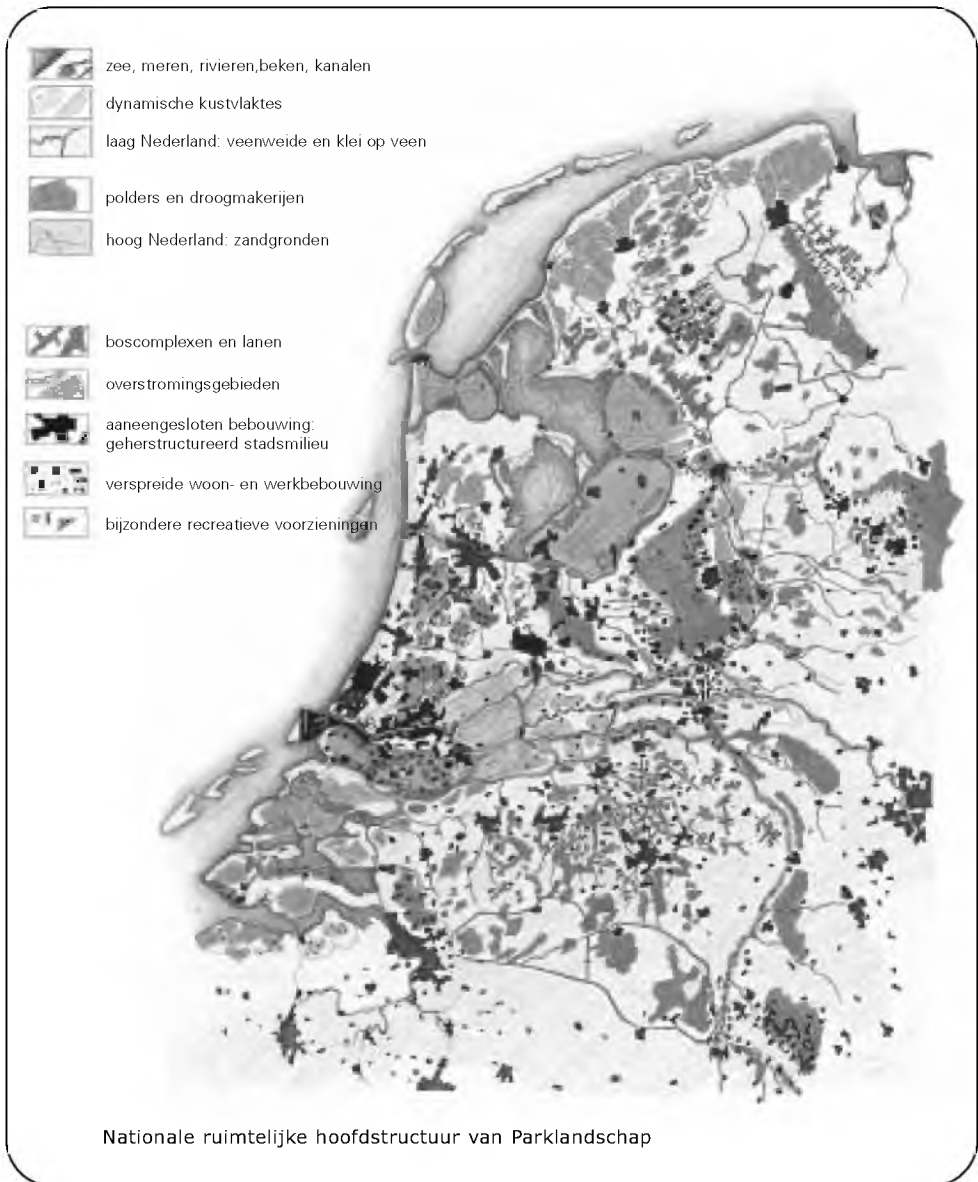 zee, meren, rivieren,beken, kanalen
dynamische kustvlaktes
laag Nederland: veenweide en klei op veen
polders en droogmakerijen
hoog Nederland: zandgronden
boscomplexen en lanen
overstromingsgebieden
aaneengesloten bebouwing:
geherstructureerd stadsmilieu
verspreide woon- en werkbebouwing
bijzondere recreatieve voorzieningen
Nationale ruimtelijke hoofdstructuur van Parklandschap